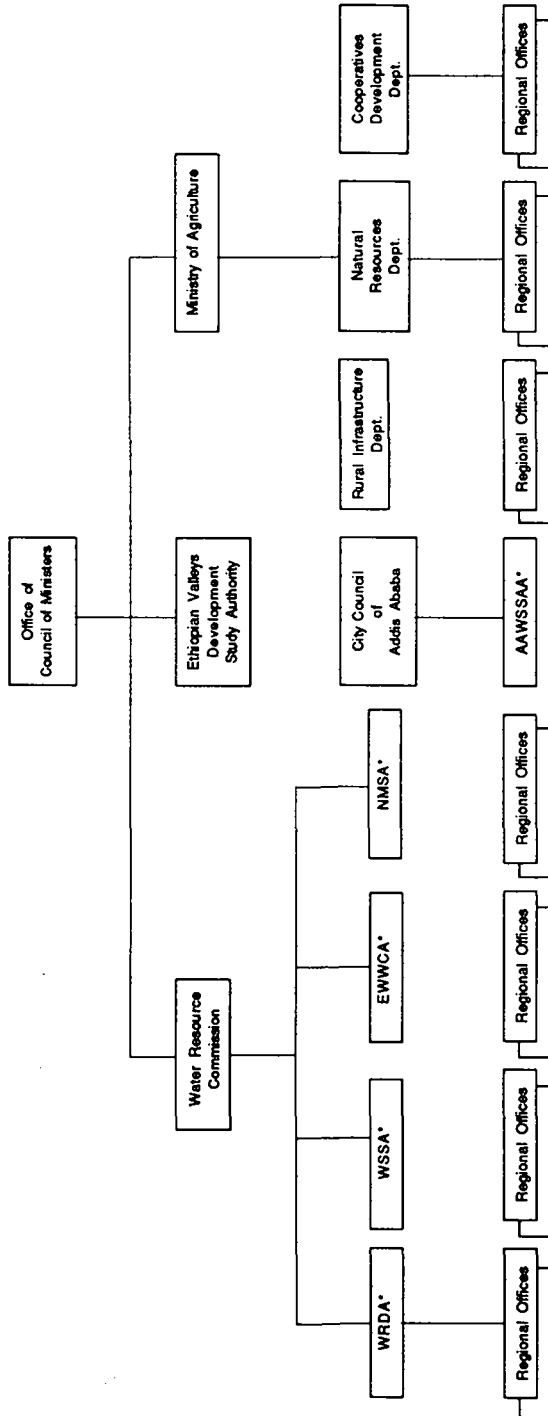 Office of
Council of Ministers
Water Resource
Commission
Ethiopian Valleys
Development
Study Authority
Ministry of Agriculture
WRDA*
WSSA*
EWWCA*
NMSA*
City Council
of
Addis Ababa
Rural Infrastructure
Dept.
Natural
Resources
Dept.
Cooperatives
Development
Dept.
Regional Offices
Regional Offices
Regional Offices
Regional Offices
AAWSSAA*
Regional Offices
Regional Offices
Regional Offices